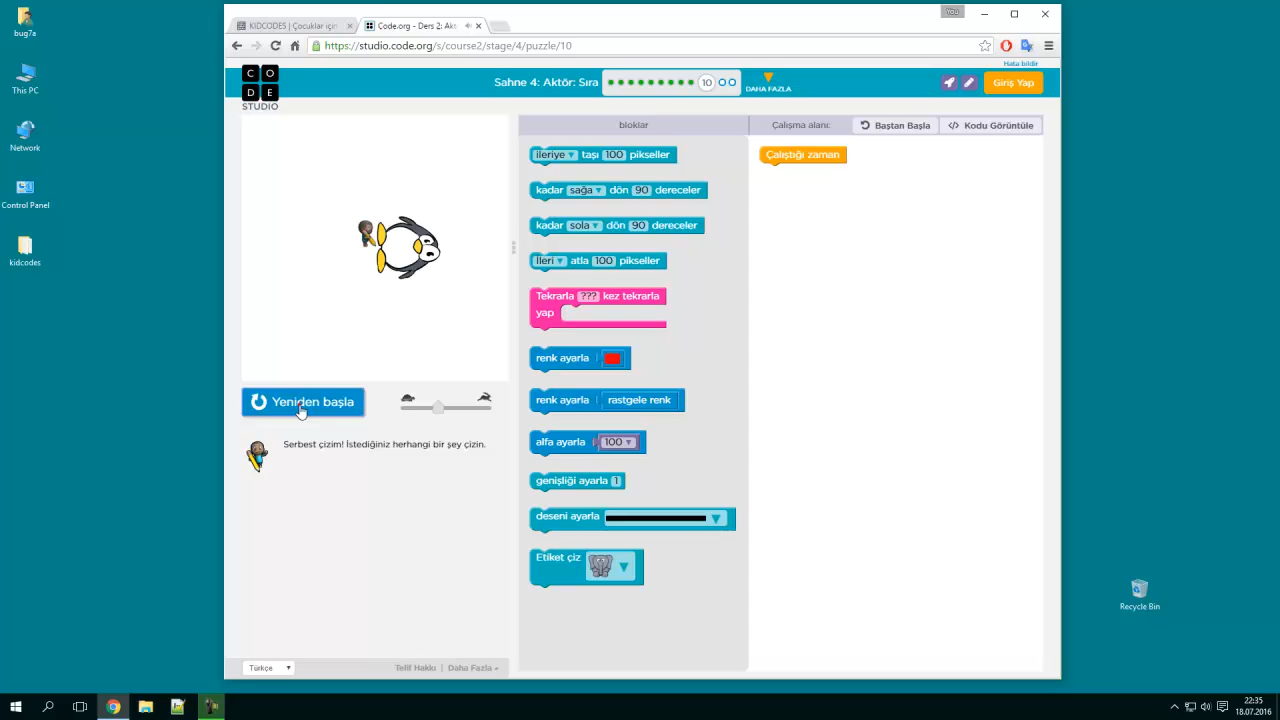 bug7a
This PC
Network
Control Panel
kidcodes
Recycle Bin
KIDCODES | Çocuklar için
Code.org - Ders 2: Akt
You
https://studio.code.org/s/course2/stage/4/puzzle/10
Hata bildir
C O
D E
STUDIO
Sahne 4: Aktör: Sıra
10
DAHA FAZLA
Giriş Yap
bloklar
Çalışma alanı:
Baştan Başla
</> Kodu Görüntüle
ileriye taşı 100 pikseller
kadar sağa dön 90 dereceler
kadar sola dön 90 dereceler
İleri atla 100 pikseller
Tekrarla ??? kez tekrarla
yap
renk ayarla
renk ayarla rastgele renk
alfa ayarla 100
genişliği ayarla 1
deseni ayarla
Etiket çiz
Çalıştığı zaman
Yeniden başla
Serbest çizim! İstediğiniz herhangi bir şey çizin.
Türkçe
Telif Hakkı | Daha Fazla
22:35
18.07.2016